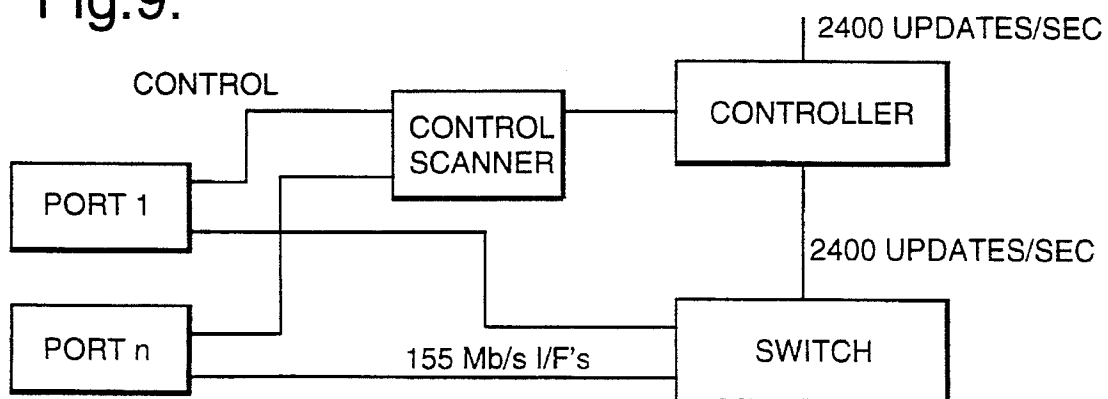 Fig.9.
2400 UPDATES/SEC
CONTROL
CONTROL
SCANNER
CONTROLLER
PORT 1
2400 UPDATES/SEC
PORT n
155 Mb/s I/F's
SWITCH